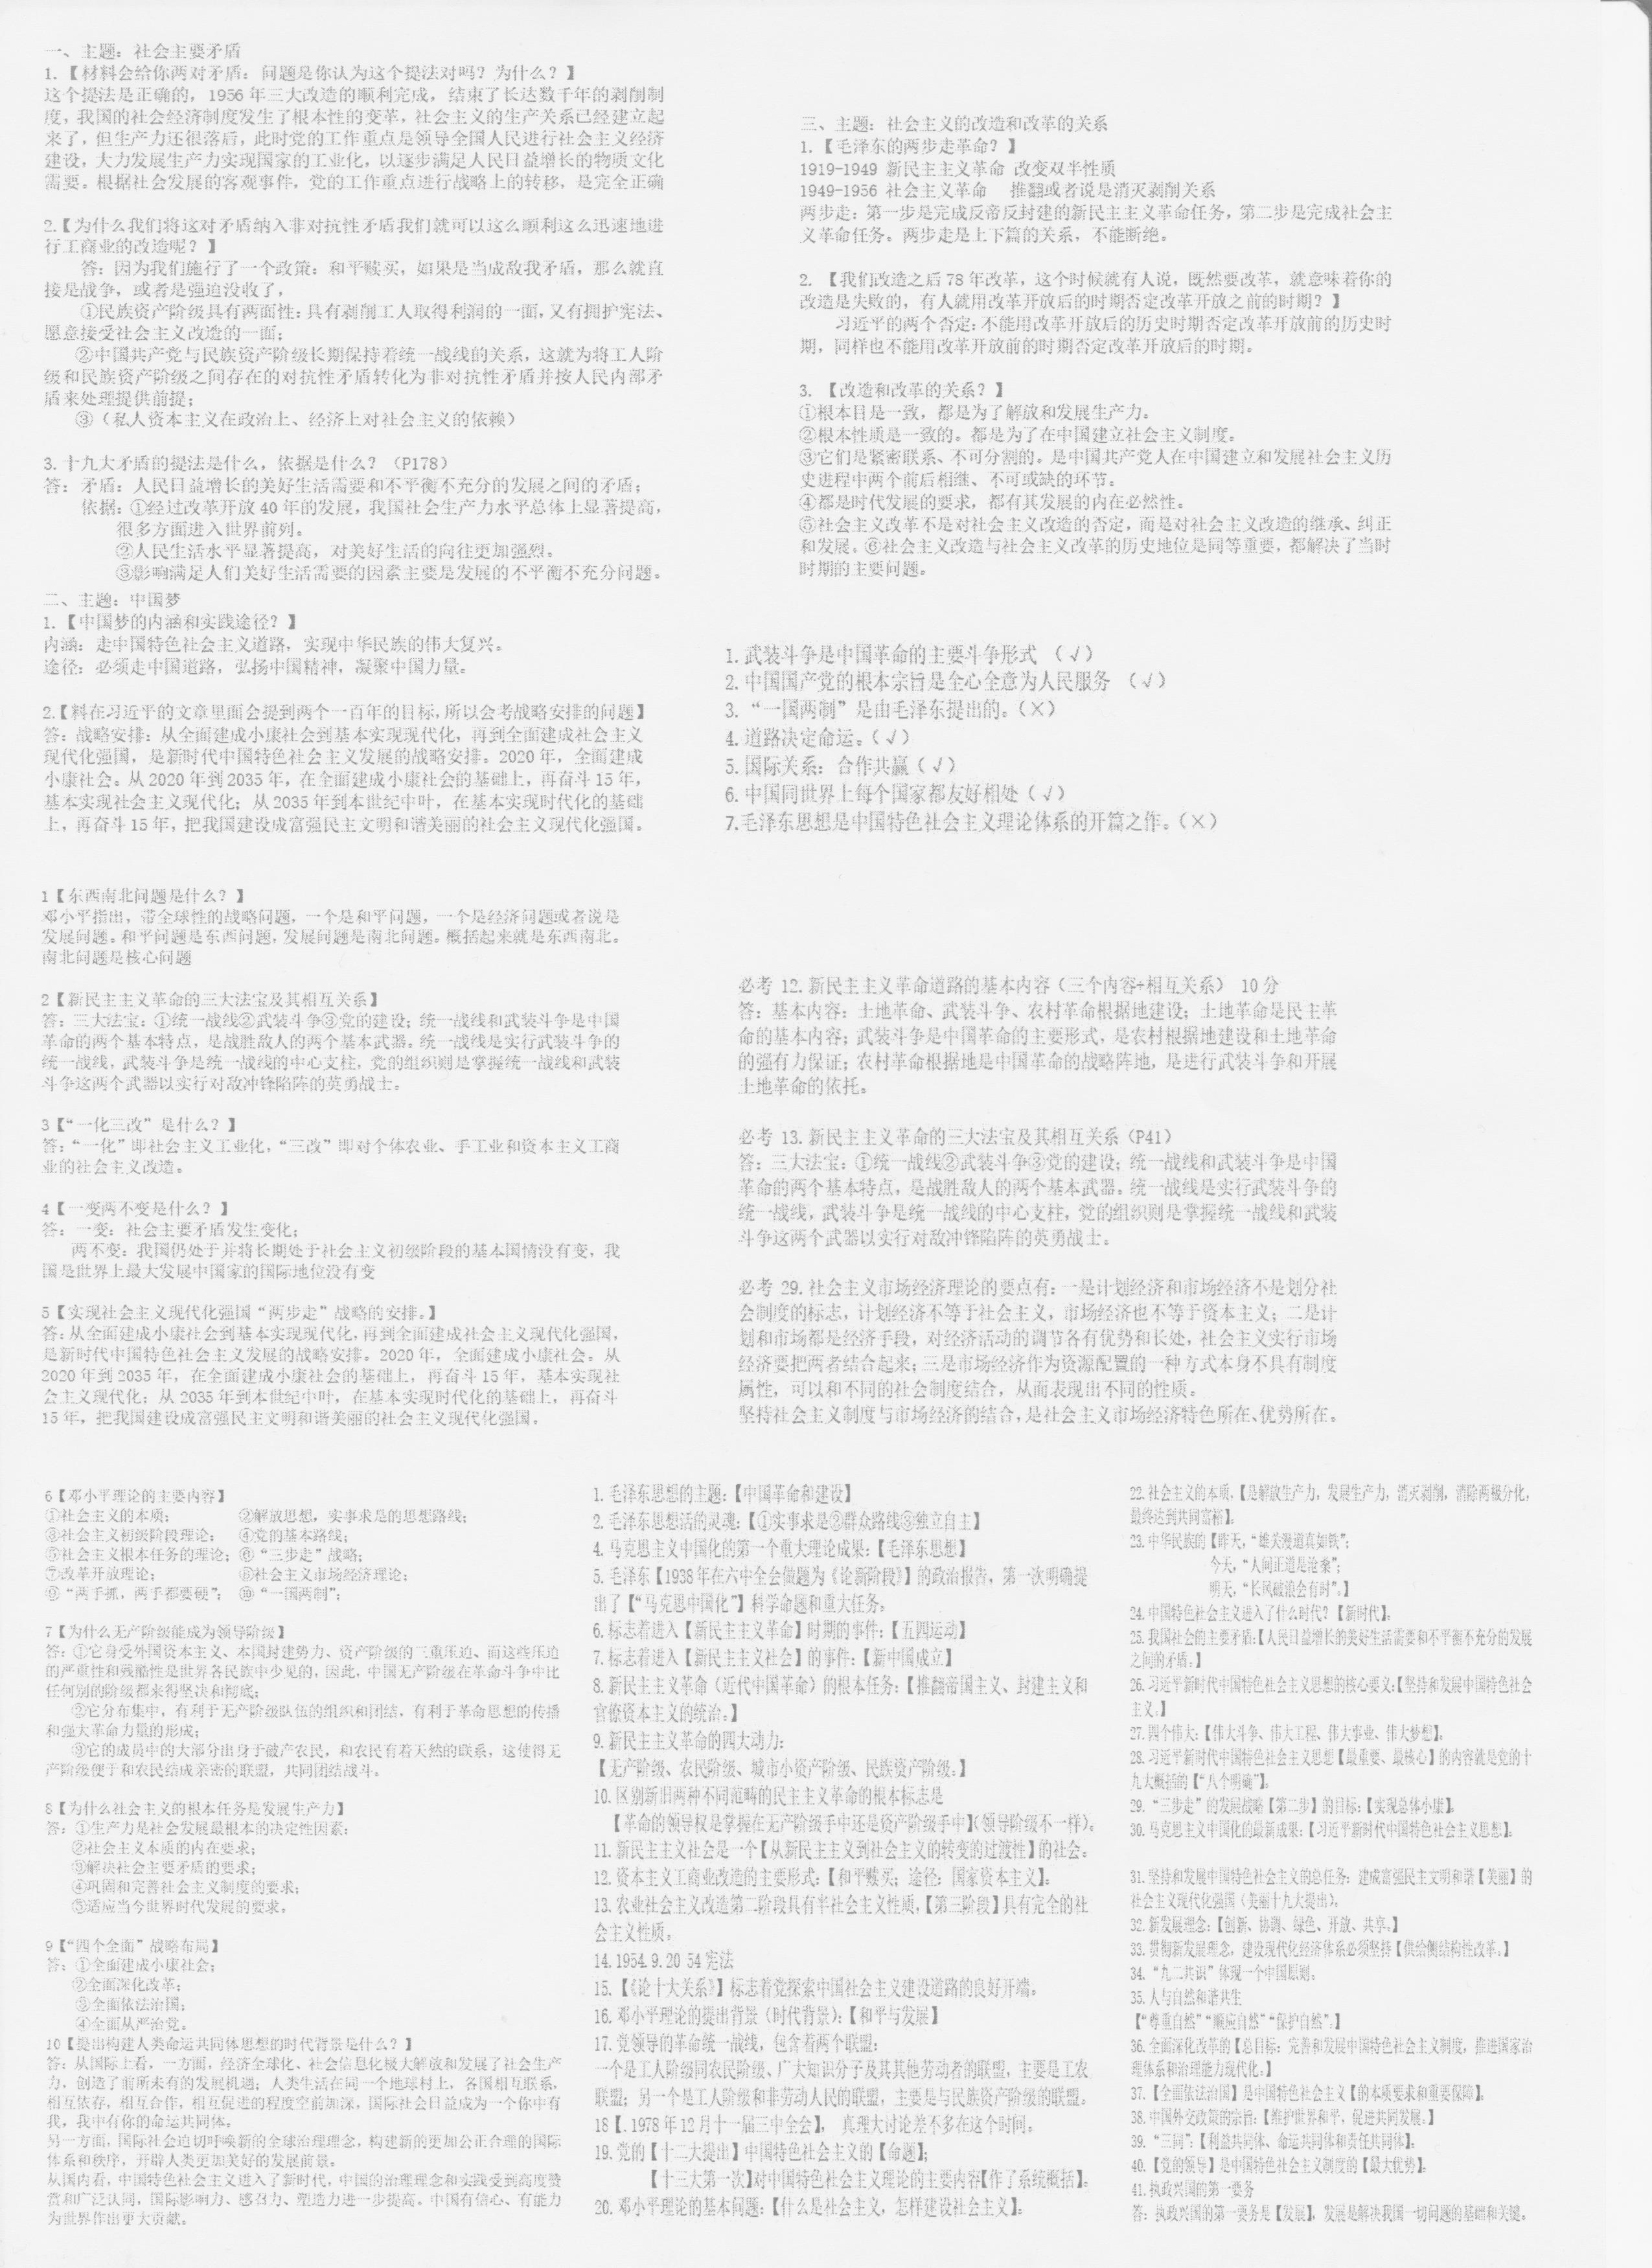 一、主题：社会主要矛盾
1.【材料会给你两对矛盾：问题是你认为这个提法对吗？为什么？】
这个提法是正确的，1956 年三大改造的顺利完成，结束了长达数千年的剥削制
度，我国的社会经济制度发生了根本性的变革，社会主义的生产关系已经建立起
来了，但生产力还很落后，此时党的工作重点是领导全国人民进行社会主义经济
建设，大力发展生产力实现国家的工业化，以逐步满足人民日益增长的物质文化
需要。根据社会发展的客观事件，党的工作重点进行战略上的转移，是完全正确
2.【为什么我们将这对矛盾纳入非对抗性矛盾我们就可以这么顺利这么迅速地进
行工商业的改造呢？】
答：因为我们施行了一个政策：和平赎买，如果是当成敌我矛盾，那么就直
接是战争，或者是强迫没收了，
①民族资产阶级具有两面性：具有剥削工人取得利润的一面，又有拥护宪法、
愿意接受社会主义改造的一面；
②中国共产党与民族资产阶级长期保持着统一战线的关系，这就为将工人阶
级和民族资产阶级之间存在的对抗性矛盾转化为非对抗性矛盾并按人民内部矛
盾来处理提供前提；
③（私人资本主义在政治上、经济上对社会主义的依赖）
3.十九大矛盾的提法是什么，依据是什么？（P178）
答：矛盾：人民日益增长的美好生活需要和不平衡不充分的发展之间的矛盾；
依据：①经过改革开放 40 年的发展，我国社会生产力水平总体上显著提高，
很多方面进入世界前列。
②人民生活水平显著提高，对美好生活的向往更加强烈。
③影响满足人们美好生活需要的因素主要是发展的不平衡不充分问题。
二、主题：中国梦
1.【中国梦的内涵和实践途径？】
内涵：走中国特色社会主义道路，实现中华民族的伟大复兴。
途径：必须走中国道路，弘扬中国精神，凝聚中国力量。
2.【料在习近平的文章里面会提到两个一百年的目标，所以会考战略安排的问题】
答：战略安排：从全面建成小康社会到基本实现现代化，再到全面建成社会主义
现代化强国，是新时代中国特色社会主义发展的战略安排。2020 年，全面建成
小康社会。从 2020 年到 2035 年，在全面建成小康社会的基础上，再奋斗 15 年，
基本实现社会主义现代化；从 2035 年到本世纪中叶，在基本实现时代化的基础
上，再奋斗 15 年，把我国建设成富强民主文明和谐美丽的社会主义现代化强国。
三、主题：社会主义的改造和改革的关系
1.【毛泽东的两步走革命？】
1919-1949 新民主主义革命 改变双半性质
1949-1956 社会主义革命 推翻或者说是消灭剥削关系
两步走：第一步是完成反帝反封建的新民主主义革命任务，第二步是完成社会主
义革命任务。两步走是上下篇的关系，不能断绝。
2. 【我们改造之后 78 年改革，这个时候就有人说，既然要改革，就意味着你的
改造是失败的，有人就用改革开放后的时期否定改革开放之前的时期？】
习近平的两个否定：不能用改革开放后的历史时期否定改革开放前的历史时
期，同样也不能用改革开放前的时期否定改革开放后的时期。
3. 【改造和改革的关系？】
①根本目是一致，都是为了解放和发展生产力。
②根本性质是一致的。都是为了在中国建立社会主义制度。
③它们是紧密联系、不可分割的。是中国共产党人在中国建立和发展社会主义历
史进程中两个前后相继、不可或缺的环节。
④都是时代发展的要求，都有其发展的内在必然性。
⑤社会主义改革不是对社会主义改造的否定，而是对社会主义改造的继承、纠正
和发展。⑥社会主义改造与社会主义改革的历史地位是同等重要，都解决了当时
时期的主要问题。
1.武装斗争是中国革命的主要斗争形式 （√）
2.中国国产党的根本宗旨是全心全意为人民服务 （√）
3.“一国两制”是由毛泽东提出的。（×）
4.道路决定命运。（√）
5.国际关系：合作共赢（√）
6.中国同世界上每个国家都友好相处（√）
7.毛泽东思想是中国特色社会主义理论体系的开篇之作。（×）
1【东西南北问题是什么？】
邓小平指出，带全球性的战略问题，一个是和平问题，一个是经济问题或者说是
发展问题。和平问题是东西问题，发展问题是南北问题。概括起来就是东西南北。
南北问题是核心问题
2【新民主主义革命的三大法宝及其相互关系】
答：三大法宝：①统一战线②武装斗争③党的建设；统一战线和武装斗争是中国
革命的两个基本特点，是战胜敌人的两个基本武器。统一战线是实行武装斗争的
统一战线，武装斗争是统一战线的中心支柱，党的组织则是掌握统一战线和武装
斗争这两个武器以实行对敌冲锋陷阵的英勇战士。
3【“一化三改”是什么？】
答：“一化”即社会主义工业化，“三改”即对个体农业、手工业和资本主义工商
业的社会主义改造。
4【一变两不变是什么？】
答：一变：社会主要矛盾发生变化；
两不变：我国仍处于并将长期处于社会主义初级阶段的基本国情没有变，我
国是世界上最大发展中国家的国际地位没有变
5【实现社会主义现代化强国“两步走”战略的安排。】
答：从全面建成小康社会到基本实现现代化，再到全面建成社会主义现代化强国，
是新时代中国特色社会主义发展的战略安排。2020 年，全面建成小康社会。从
2020 年到 2035 年，在全面建成小康社会的基础上，再奋斗 15 年，基本实现社
会主义现代化；从 2035 年到本世纪中叶，在基本实现时代化的基础上，再奋斗
15 年，把我国建设成富强民主文明和谐美丽的社会主义现代化强国。
必考 12.新民主主义革命道路的基本内容（三个内容+相互关系） 10 分
答：基本内容：土地革命、武装斗争、农村革命根据地建设；土地革命是民主革
命的基本内容；武装斗争是中国革命的主要形式，是农村根据地建设和土地革命
的强有力保证；农村革命根据地是中国革命的战略阵地，是进行武装斗争和开展
土地革命的依托。
必考 13.新民主主义革命的三大法宝及其相互关系（P41）
答：三大法宝：①统一战线②武装斗争③党的建设；统一战线和武装斗争是中国
革命的两个基本特点，是战胜敌人的两个基本武器。统一战线是实行武装斗争的
统一战线，武装斗争是统一战线的中心支柱，党的组织则是掌握统一战线和武装
斗争这两个武器以实行对敌冲锋陷阵的英勇战士。
必考 29.社会主义市场经济理论的要点有：一是计划经济和市场经济不是划分社
会制度的标志，计划经济不等于社会主义，市场经济也不等于资本主义；二是计
划和市场都是经济手段，对经济活动的调节各有优势和长处，社会主义实行市场
经济要把两者结合起来；三是市场经济作为资源配置的一种方式本身不具有制度
属性，可以和不同的社会制度结合，从而表现出不同的性质。
坚持社会主义制度与市场经济的结合，是社会主义市场经济特色所在、优势所在。
6【邓小平理论的主要内容】
①社会主义的本质； ②解放思想，实事求是的思想路线；
③社会主义初级阶段理论； ④党的基本路线；
⑤社会主义根本任务的理论；⑥“三步走”战略；
⑦改革开放理论； ⑧社会主义市场经济理论；
⑨“两手抓，两手都要硬”； ⑩“一国两制”；
7【为什么无产阶级能成为领导阶级】
答：①它身受外国资本主义、本国封建势力、资产阶级的三重压迫、而这些压迫
的严重性和残酷性是世界各民族中少见的，因此，中国无产阶级在革命斗争中比
任何别的阶级都来得坚决和彻底；
②它分布集中，有利于无产阶级队伍的组织和团结，有利于革命思想的传播
和强大革命力量的形成；
③它的成员中的大部分出身于破产农民，和农民有着天然的联系，这使得无
产阶级便于和农民结成亲密的联盟，共同团结战斗。
8【为什么社会主义的根本任务是发展生产力】
答：①生产力是社会发展最根本的决定性因素；
②社会主义本质的内在要求；
③解决社会主要矛盾的要求；
④巩固和完善社会主义制度的要求；
⑤适应当今世界时代发展的要求。
9【“四个全面”战略布局】
答：①全面建成小康社会；
②全面深化改革；
③全面依法治国；
④全面从严治党。
10【提出构建人类命运共同体思想的时代背景是什么？】
答：从国际上看，一方面，经济全球化、社会信息化极大解放和发展了社会生产
力，创造了前所未有的发展机遇；人类生活在同一个地球村上，各国相互联系，
相互依存，相互合作，相互促进的程度空前加深，国际社会日益成为一个你中有
我，我中有你的命运共同体。
另一方面，国际社会迫切呼唤新的全球治理理念，构建新的更加公正合理的国际
体系和秩序，开辟人类更加美好的发展前景。
从国内看，中国特色社会主义进入了新时代，中国的治理理念和实践受到高度赞
赏和广泛认同，国际影响力、感召力、塑造力进一步提高。中国有信心、有能力
为世界作出更大贡献。
1.毛泽东思想的主题：【中国革命和建设】
2.毛泽东思想活的灵魂：【①实事求是②群众路线③独立自主】
4.马克思主义中国化的第一个重大理论成果：【毛泽东思想】
5.毛泽东【1938 年在六中全会做题为《论新阶段》】的政治报告，第一次明确提
出了【“马克思中国化”】科学命题和重大任务。
6.标志着进入【新民主主义革命】时期的事件：【五四运动】
7.标志着进入【新民主主义社会】的事件：【新中国成立】
8.新民主主义革命（近代中国革命）的根本任务：【推翻帝国主义、封建主义和
官僚资本主义的统治。】
9.新民主主义革命的四大动力：
【无产阶级、农民阶级、城市小资产阶级、民族资产阶级。】
10.区别新旧两种不同范畴的民主主义革命的根本标志是
【革命的领导权是掌握在无产阶级手中还是资产阶级手中】（领导阶级不一样）。
11.新民主主义社会是一个【从新民主主义到社会主义的转变的过渡性】的社会。
12.资本主义工商业改造的主要形式：【和平赎买；途径：国家资本主义】。
13.农业社会主义改造第二阶段具有半社会主义性质，【第三阶段】具有完全的社
会主义性质。
14.1954.9.20 54 宪法
15.【《论十大关系》】标志着党探索中国社会主义建设道路的良好开端。
16.邓小平理论的提出背景（时代背景）：【和平与发展】
17.党领导的革命统一战线，包含着两个联盟：
一个是工人阶级同农民阶级、广大知识分子及其他劳动者的联盟，主要是工农
联盟；另一个是工人阶级和非劳动人民的联盟，主要是与民族资产阶级的联盟。
18【.1978 年 12 月十一届三中全会】， 真理大讨论差不多在这个时间。
19.党的【十二大提出】中国特色社会主义的【命题】；
【十三大第一次】对中国特色社会主义理论的主要内容【作了系统概括】。
20.邓小平理论的基本问题：【什么是社会主义，怎样建设社会主义】。
22.社会主义的本质，【是解放生产力，发展生产力，消灭剥削，消除两极分化，
最终达到共同富裕】。
23.中华民族的【昨天，“雄关漫道真如铁”；
今天，“人间正道是沧桑”；
明天，“长风破浪会有时”。】
24.中国特色社会主义进入了什么时代？【新时代】。
25.我国社会的主要矛盾：【人民日益增长的美好生活需要和不平衡不充分的发展
之间的矛盾；】
26.习近平新时代中国特色社会主义思想的核心要义：【坚持和发展中国特色社会
主义。】
27.四个伟大：【伟大斗争、伟大工程、伟大事业、伟大梦想】。
28.习近平新时代中国特色社会主义思想【最重要、最核心】的内容就是党的十
九大概括的【“八个明确”】。
29.“三步走”的发展战略【第二步】的目标：【实现总体小康】。
30.马克思主义中国化的最新成果：【习近平新时代中国特色社会主义思想】。
31.坚持和发展中国特色社会主义的总任务：建成富强民主文明和谐【美丽】的
社会主义现代化强国（美丽十九大提出）。
32.新发展理念：【创新、协调、绿色、开放、共享。】
33.贯彻新发展理念，建设现代化经济体系必须坚持【供给侧结构性改革。】
34.“九二共识”体现一个中国原则。
35.人与自然和谐共生
【“尊重自然”“顺应自然”“保护自然”。】
36.全面深化改革的【总目标：完善和发展中国特色社会主义制度，推进国家治
理体系和治理能力现代化。】
37.【全面依法治国】是中国特色社会主义【的本质要求和重要保障】。
38.中国外交政策的宗旨：【维护世界和平，促进共同发展。】
39.“三同”：【利益共同体、命运共同体和责任共同体】。
40.【党的领导】是中国特色社会主义制度的【最大优势】。
41.执政兴国的第一要务
答：执政兴国的第一要务是【发展】，发展是解决我国一切问题的基础和关键。